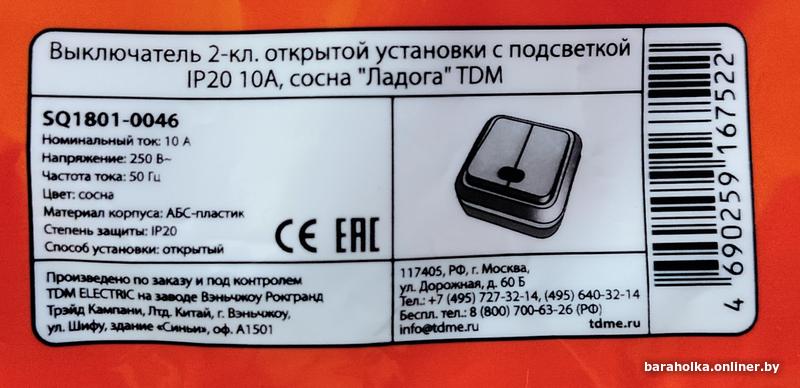 Выключатель 2-кл. открытой установки с подсветкой
IP20 10А, сосна "Ладога" TDM
SQ1801-0046
Номинальный ток: 10 А
Напряжение: 250 В~
Частота тока: 50 Гц
Цвет: сосна
Материал корпуса: АБС-пластик
Степень защиты: IP20
Способ установки: открытый
CE EAC
Произведено по заказу и под контролем
TDM ELECTRIC на заводе Вэньчжоу Рокгранд
Трэйд Кампани, Лтд. Китай, г. Вэньчжоу,
ул. Шифу, здание «Синьи», оф. А1501
117405, РФ, г. Москва,
ул. Дорожная, д. 60 Б
Тел.: +7 (495) 727-32-14, (495) 640-32-14
Беспл. тел.: 8 (800) 700-63-26 (РФ)
info@tdme.ru tdme.ru
4 690259 167522
baraholka.onliner.by